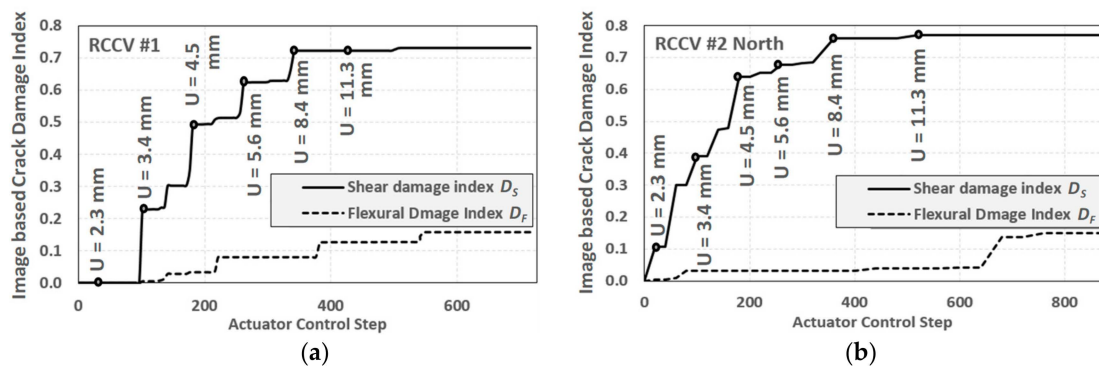 Image based Crack Damage Index
0.8
0.7
0.6
0.5
0.4
0.3
0.2
0.1
0.0
RCCV #1
U = 2.3 mm
U = 3.4 mm
U = 4.5
mm
U = 5.6 mm
U = 8.4 mm
U = 11.3
mm
Shear damage index DS
Flexural Dmage Index DF
0
200
400
600
Actuator Control Step
(a)
Image based Crack Damage Index
0.8
0.7
0.6
0.5
0.4
0.3
0.2
0.1
0.0
RCCV #2 North
U = 2.3 mm
U = 3.4 mm
U = 4.5 mm
U = 5.6 mm
U = 8.4 mm
U = 11.3 mm
Shear damage index DS
Flexural Dmage Index DF
0
200
400
600
800
Actuator Control Step
(b)